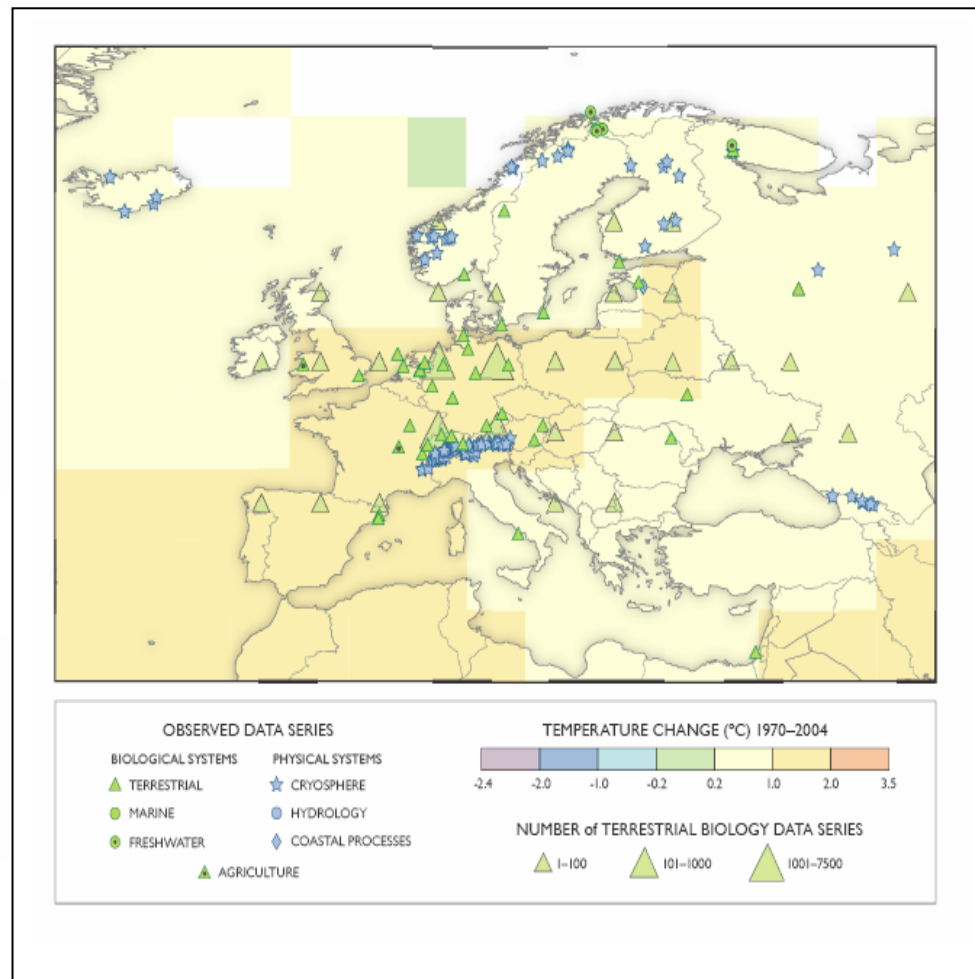 OBSERVED DATA SERIES
BIOLOGICAL SYSTEMS PHYSICAL SYSTEMS
TERRESTRIAL CRYOSPHERE
MARINE HYDROLOGY
FRESHWATER COASTAL PROCESSES
AGRICULTURE
TEMPERATURE CHANGE (°C) 1970–2004
-2.4 -2.0 -1.0 -0.2 0.2 1.0 2.0 3.5
NUMBER of TERRESTRIAL BIOLOGY DATA SERIES
1–100 101–1000 1001–7500